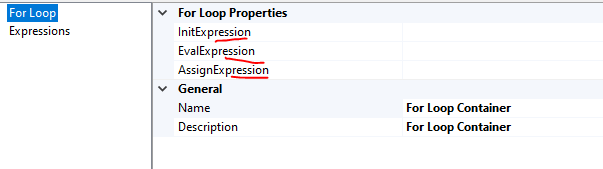 For Loop
Expressions
For Loop Properties
InitExpression
EvalExpression
AssignExpression
General
Name For Loop Container
Description For Loop Container